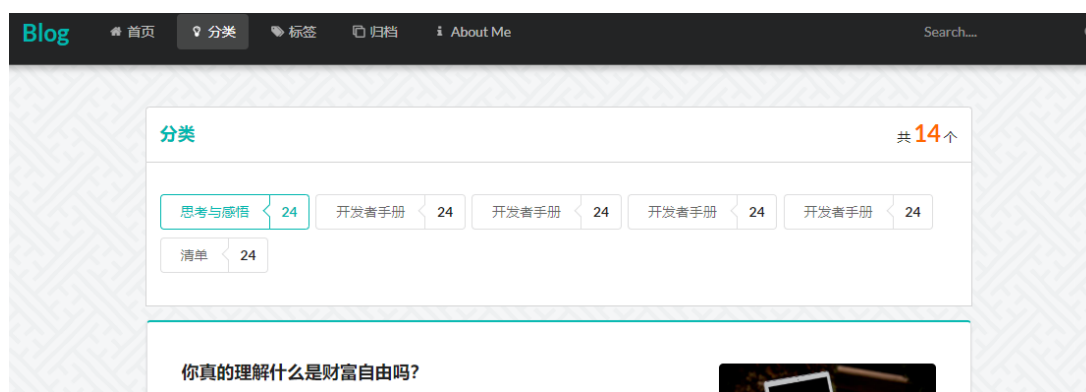 Blog 首页 分类 标签 归档 About Me Search....
分类 共14个
思考与感悟 24 开发者手册 24 开发者手册 24 开发者手册 24 开发者手册 24
清单 24
你真的理解什么是财富自由吗?